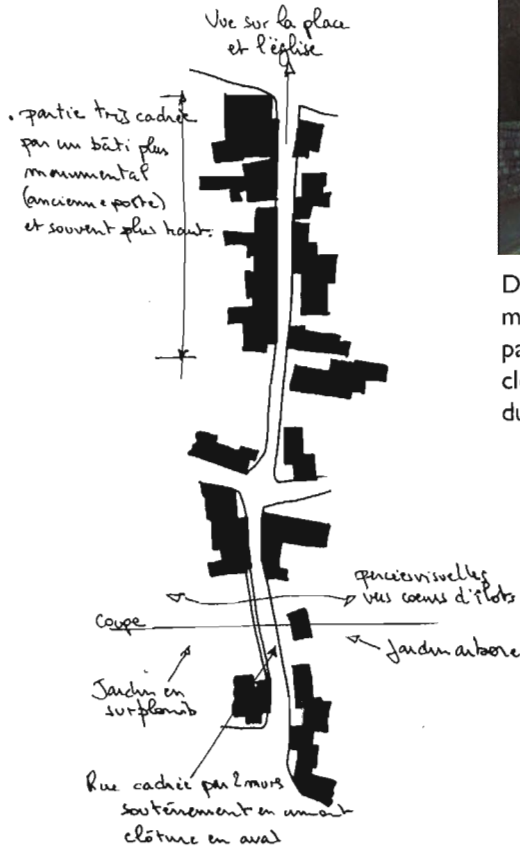 Vue sur la place
et l'église
. partie très cadrée
par un bâti plus
monumental
(ancienne poste)
et souvent plus haut.
D
m
pa
cl
du
percées visuelles
vers cœurs d'îlots
Coupe
Jardin arboré
Jardin en
surplomb
Rue cadrée par 2 murs
soutènement en amont
clôture en aval